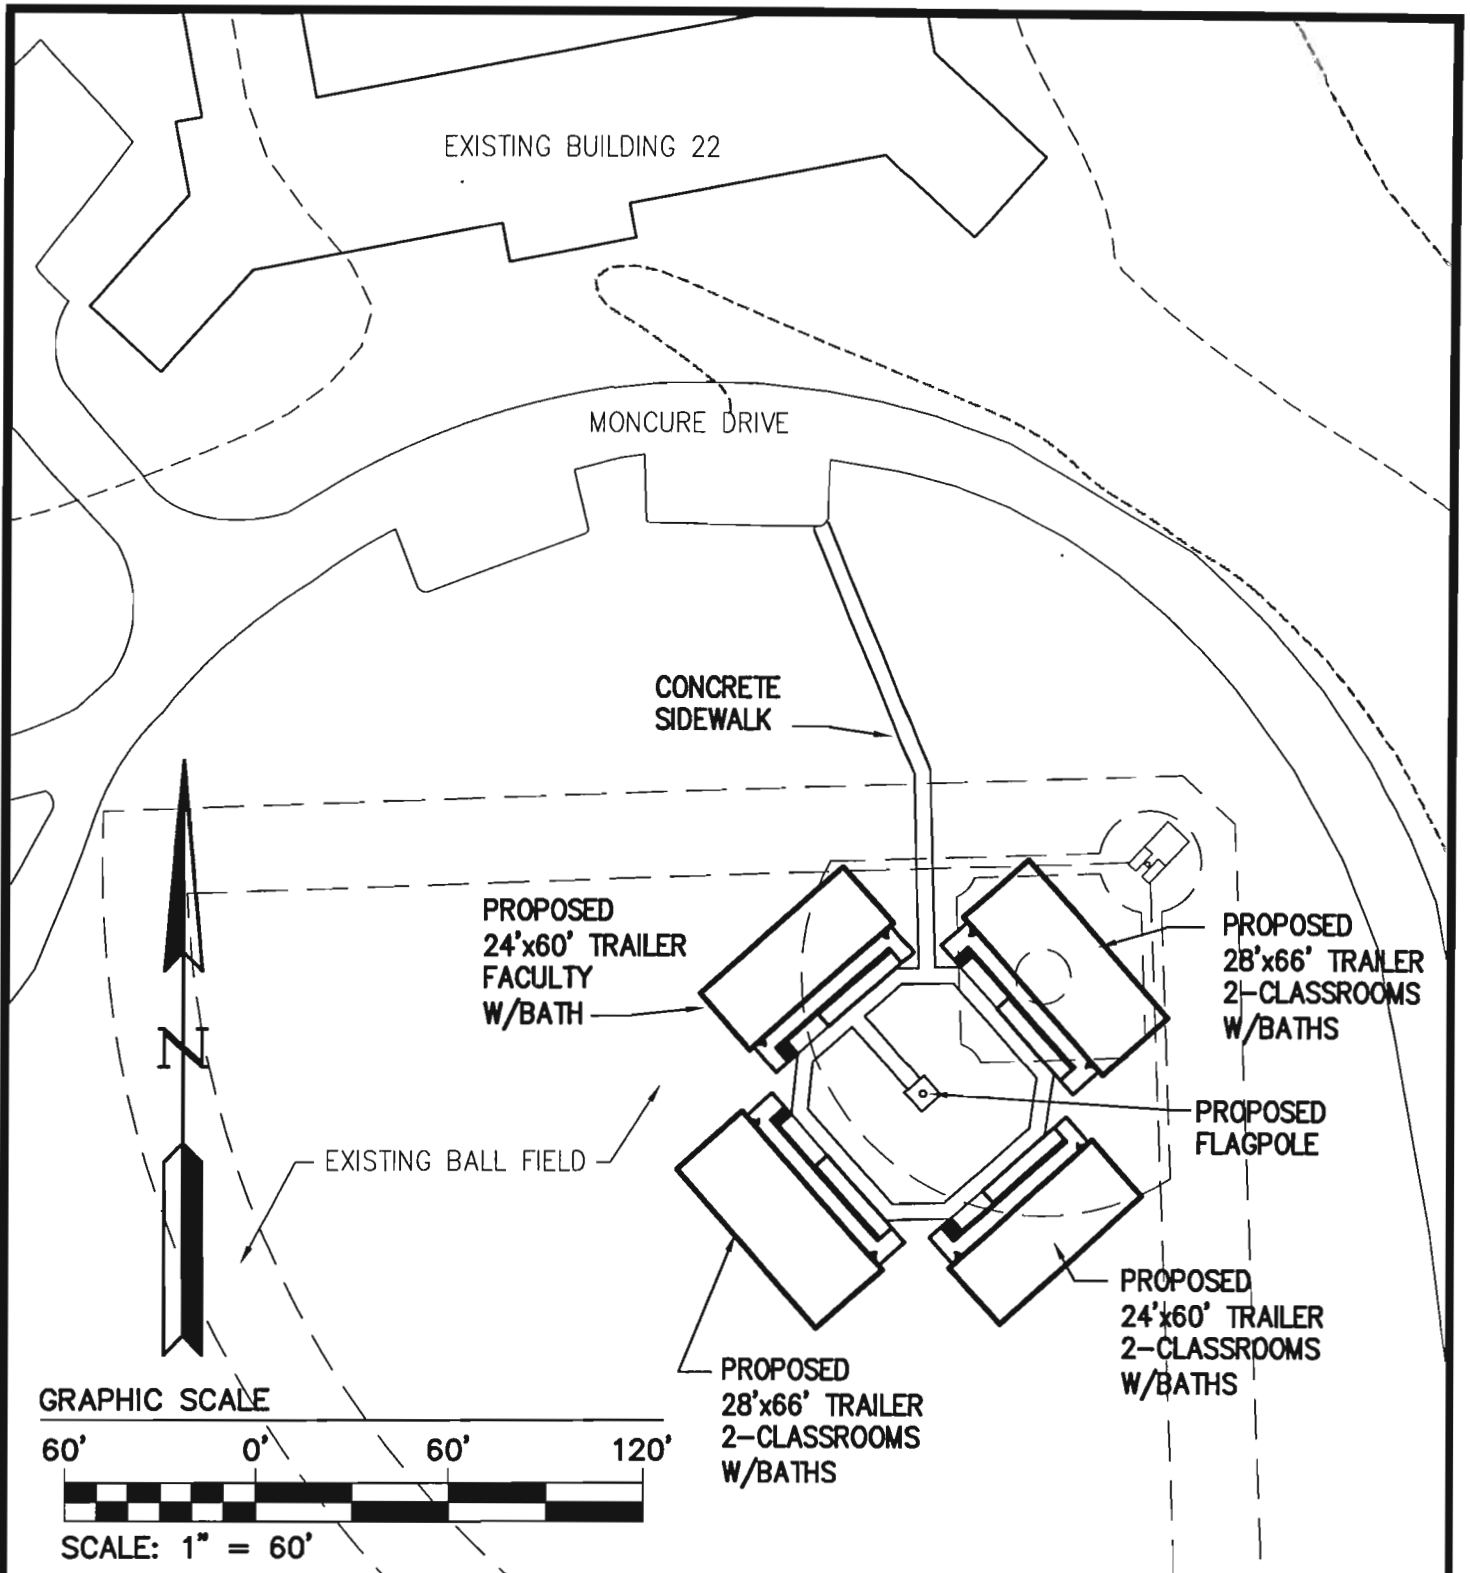 EXISTING BUILDING 22
MONCURE DRIVE
CONCRETE
SIDEWALK
PROPOSED
24'x60' TRAILER
FACULTY
W/BATH
PROPOSED
28'x66' TRAILER
2-CLASSROOMS
W/BATHS
N
PROPOSED
FLAGPOLE
EXISTING BALL FIELD
PROPOSED
24'x60' TRAILER
2-CLASSROOMS
W/BATHS
PROPOSED
28'x66' TRAILER
2-CLASSROOMS
W/BATHS
GRAPHIC SCALE
60' 0' 60' 120'
SCALE: 1" = 60'